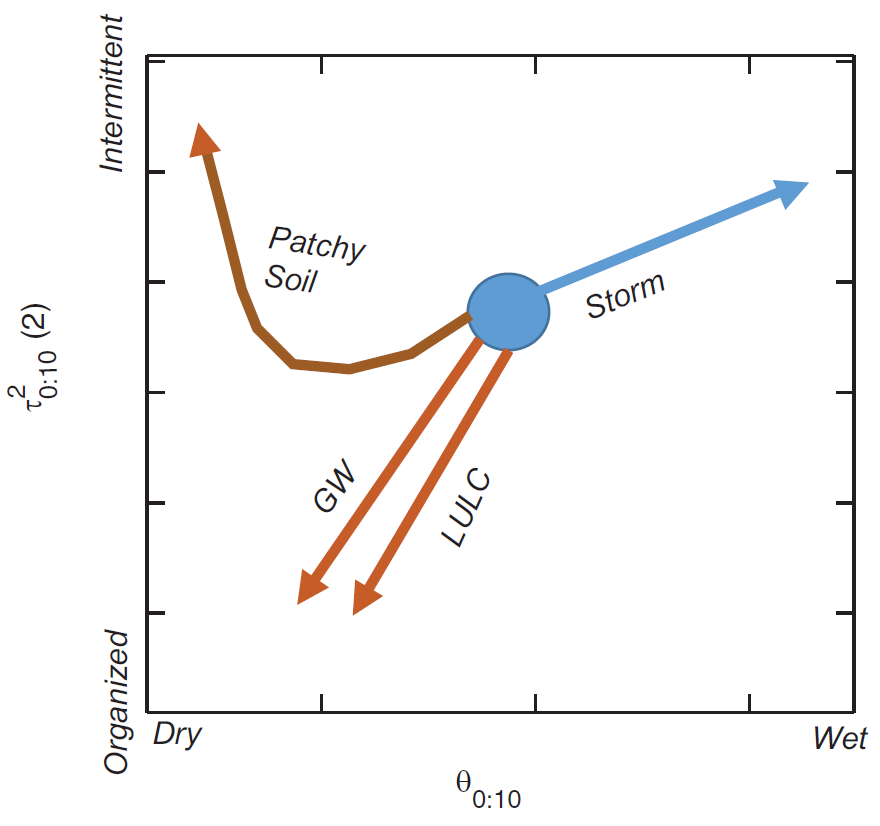 Intermittent
Organized
τ²0:10 (2)
Patchy
Soil
Storm
GW
LULC
Dry
Wet
θ0:10